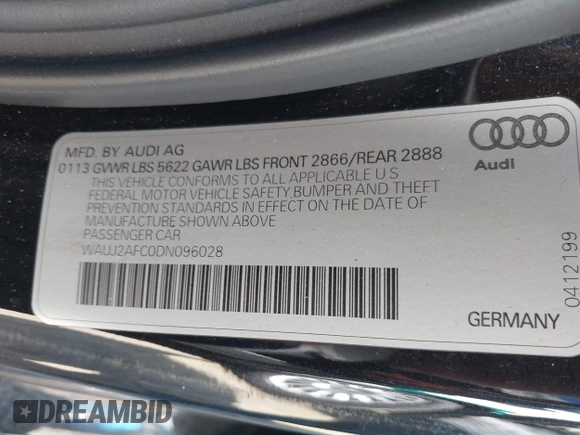 MFD. BY AUDI AG
0113 GVWR LBS 5622 GAWR LBS FRONT 2866/REAR 2888
THIS VEHICLE CONFORMS TO ALL APPLICABLE U.S
FEDERAL MOTOR VEHICLE SAFETY,BUMPER AND THEFT
PREVENTION STANDARDS IN EFFECT ON THE DATE OF
MANUFACTURE SHOWN ABOVE
PASSENGER CAR
WAUJ2AFC0DN096028
Audi
0412199
GERMANY
DREAMBID